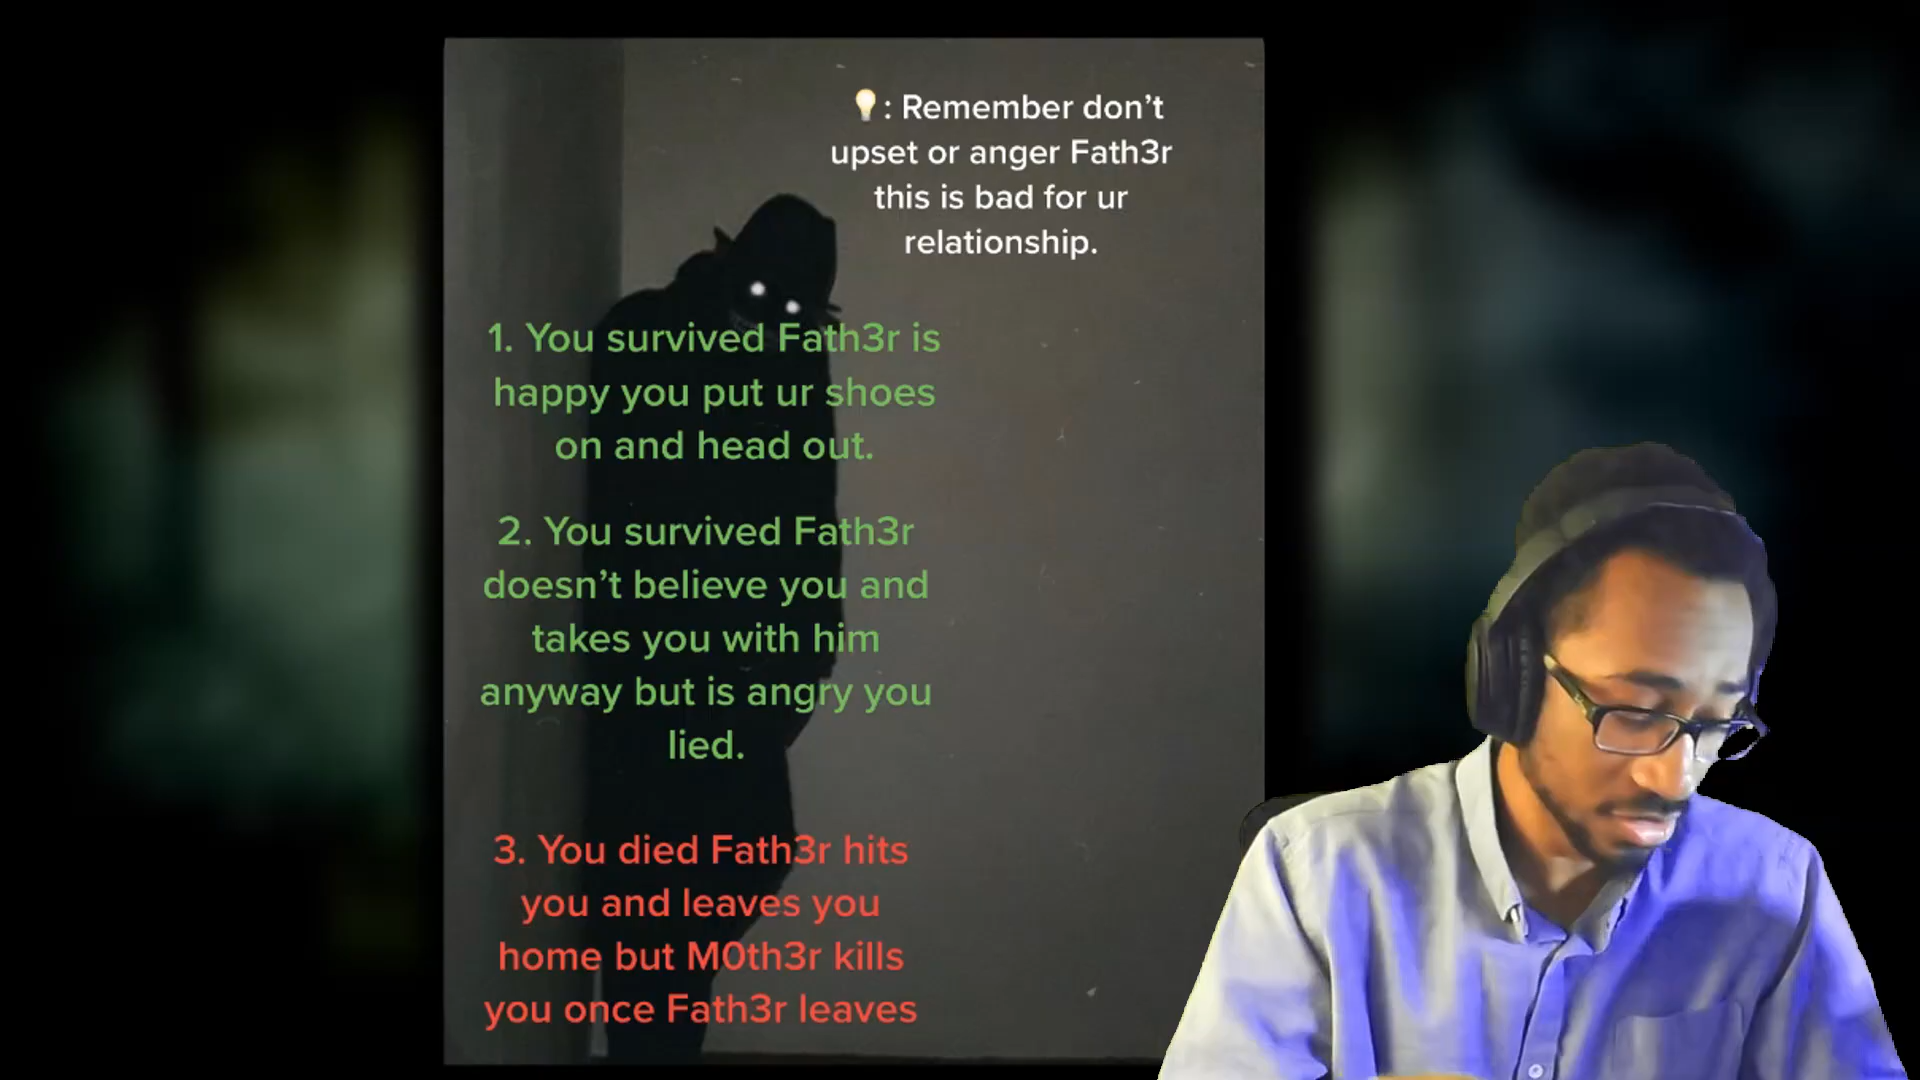 💡: Remember don’t
upset or anger Fath3r
this is bad for ur
relationship.
1. You survived Fath3r is
happy you put ur shoes
on and head out.
2. You survived Fath3r
doesn’t believe you and
takes you with him
anyway but is angry you
lied.
3. You died Fath3r hits
you and leaves you
home but M0th3r kills
you once Fath3r leaves